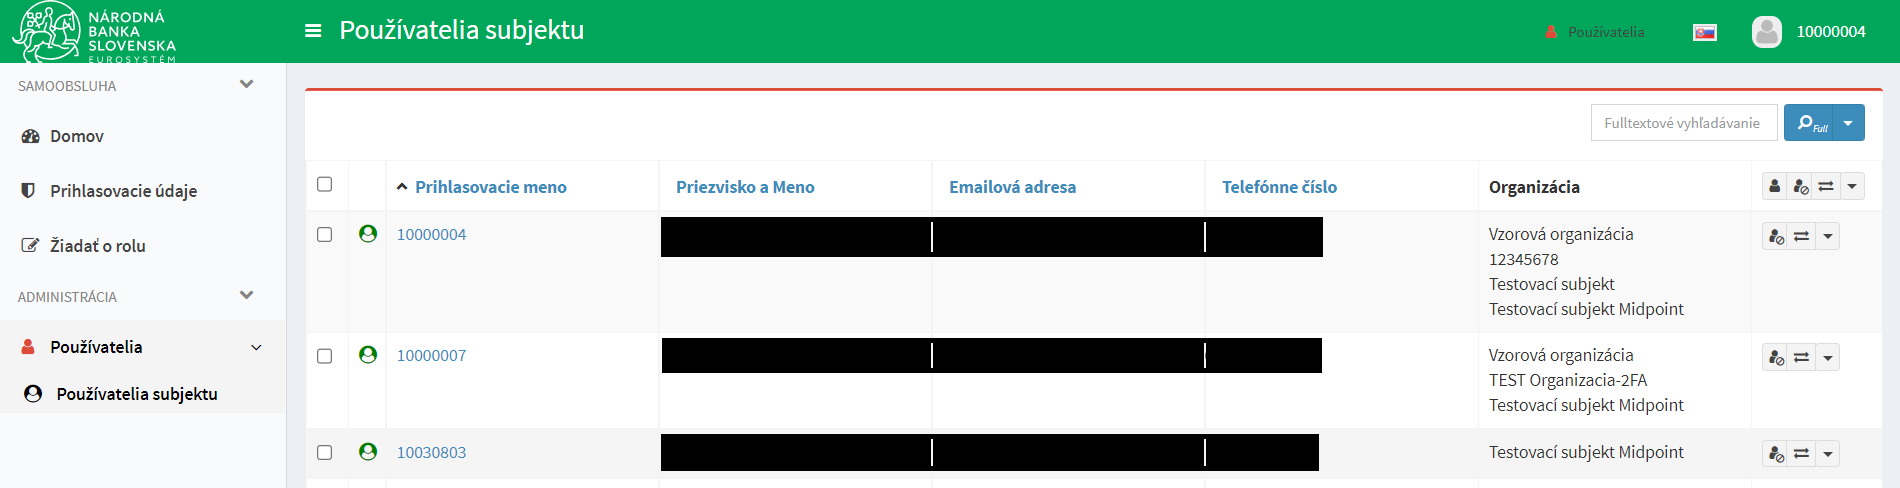 NÁRODNÁ
BANKA
SLOVENSKA
EUROSYSTÉM
Používatelia subjektu
Používatelia
10000004
SAMOOBSLUHA
Domov
Prihlasovacie údaje
Žiadať o rolu
ADMINISTRÁCIA
Používatelia
Používatelia subjektu
Fulltextové vyhľadávanie
Full
Prihlasovacie meno
Priezvisko a Meno
Emailová adresa
Telefónne číslo
Organizácia
10000004
Vzorová organizácia
12345678
Testovací subjekt
Testovací subjekt Midpoint
10000007
Vzorová organizácia
TEST Organizacia-2FA
Testovací subjekt Midpoint
10030803
Testovací subjekt Midpoint